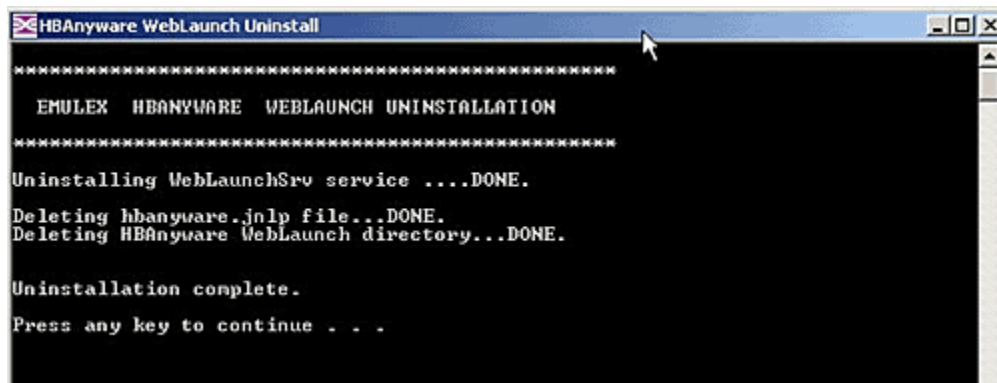 HBAnyware WebLaunch Uninstall
**************************************************
EMULEX HBANYWARE WEBLAUNCH UNINSTALLATION
**************************************************
Uninstalling WebLaunchSrv service ....DONE.
Deleting hbanyware.jnlp file...DONE.
Deleting HBAnyware WebLaunch directory...DONE.
Uninstallation complete.
Press any key to continue . . .